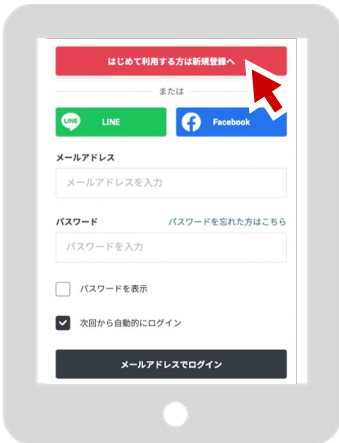 はじめて利用する方は新規登録へ
または
LINE LINE
Facebook
メールアドレス
メールアドレスを入力
パスワード パスワードを忘れた方はこちら
パスワードを入力
パスワードを表示
次回から自動的にログイン
メールアドレスでログイン